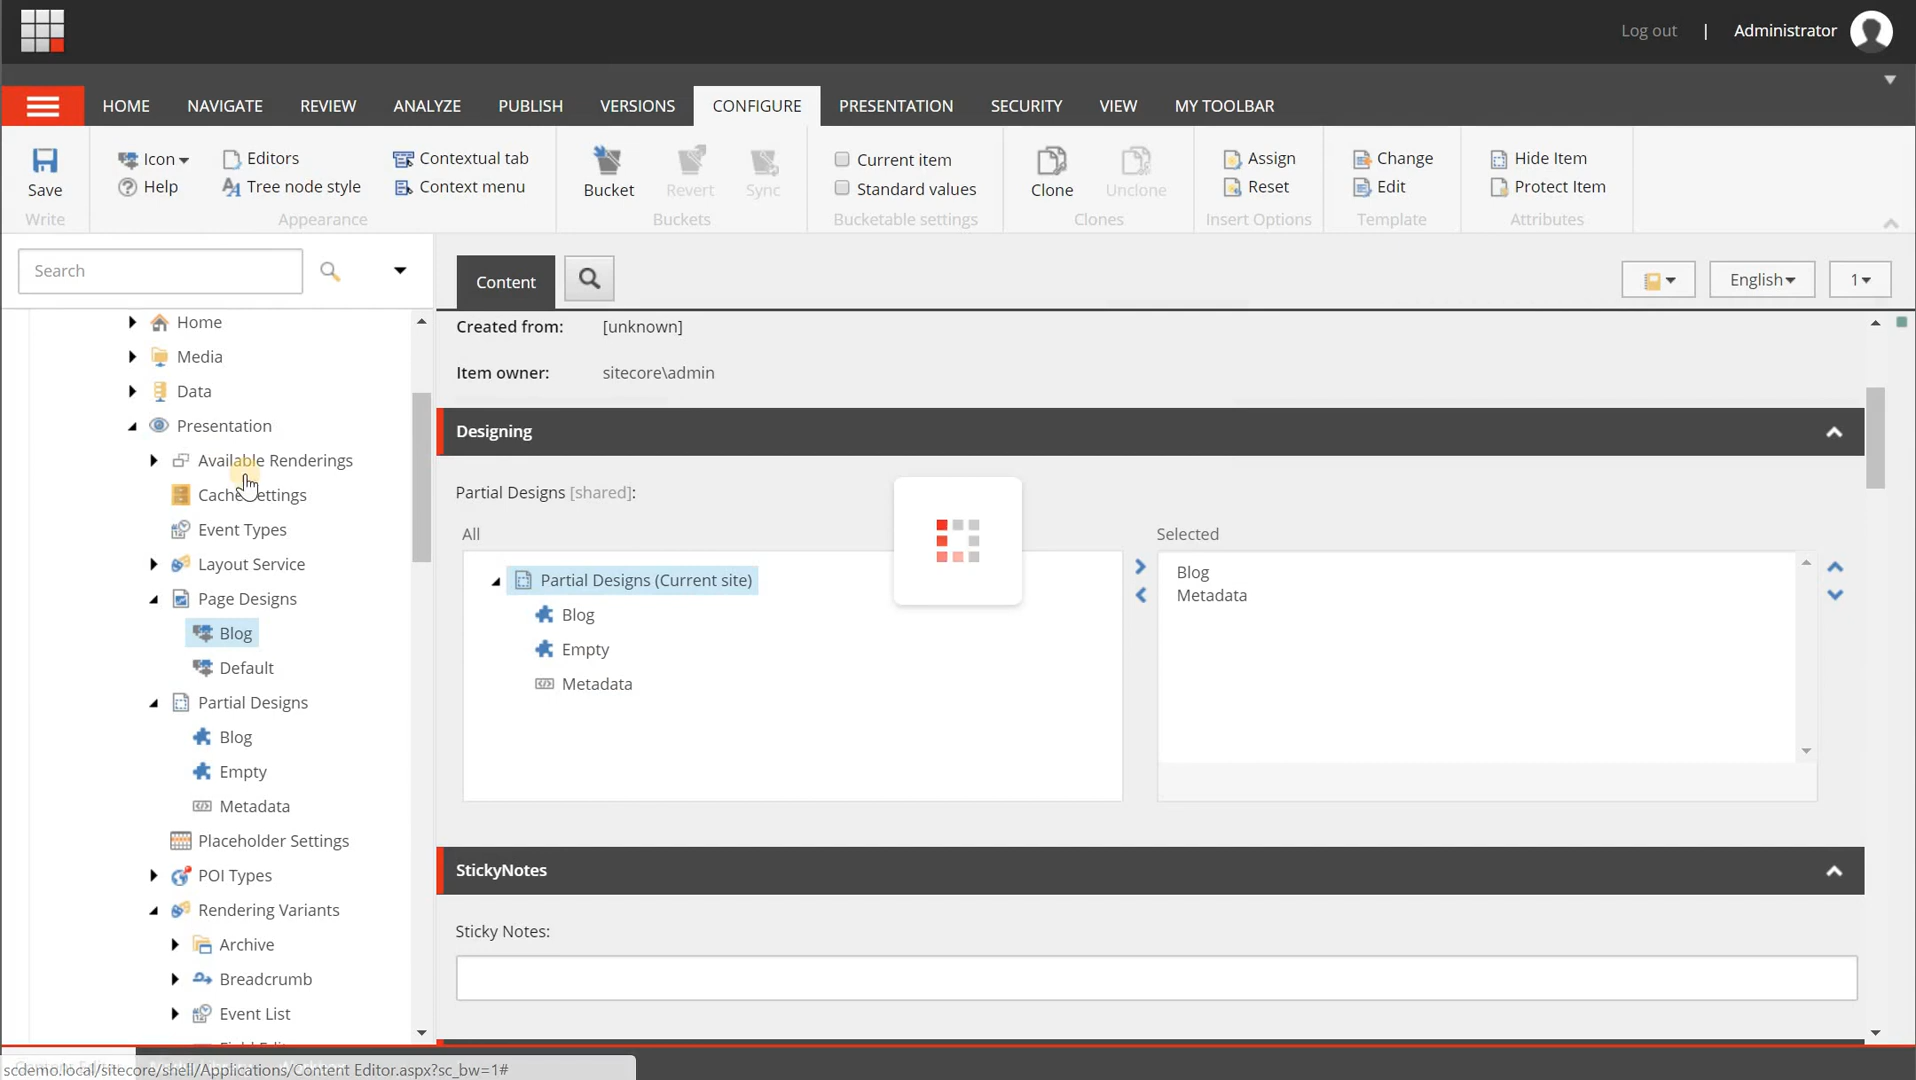 Log out | Administrator
HOME NAVIGATE REVIEW ANALYZE PUBLISH VERSIONS CONFIGURE PRESENTATION SECURITY VIEW MY TOOLBAR
Save
Write
Icon
Help
Editors
Tree node style
Contextual tab
Context menu
Appearance
Bucket
Revert
Sync
Buckets
Current item
Standard values
Bucketable settings
Clone
Unclone
Clones
Assign
Reset
Insert Options
Change
Edit
Template
Hide Item
Protect Item
Attributes
Search
Home
Media
Data
Presentation
Available Renderings
Event Types
Layout Service
Page Designs
Blog
Default
Partial Designs
Blog
Empty
Metadata
Placeholder Settings
POI Types
Rendering Variants
Archive
Breadcrumb
Event List
Content
English
1
Created from: [unknown]
Item owner: sitecore\admin
Designing
Partial Designs [shared]:
All
Partial Designs (Current site)
Blog
Empty
Metadata
Selected
Blog
Metadata
StickyNotes
Sticky Notes:
scdemo.local/sitecore/shell/Applications/Content Editor.aspx?sc_bw=1#